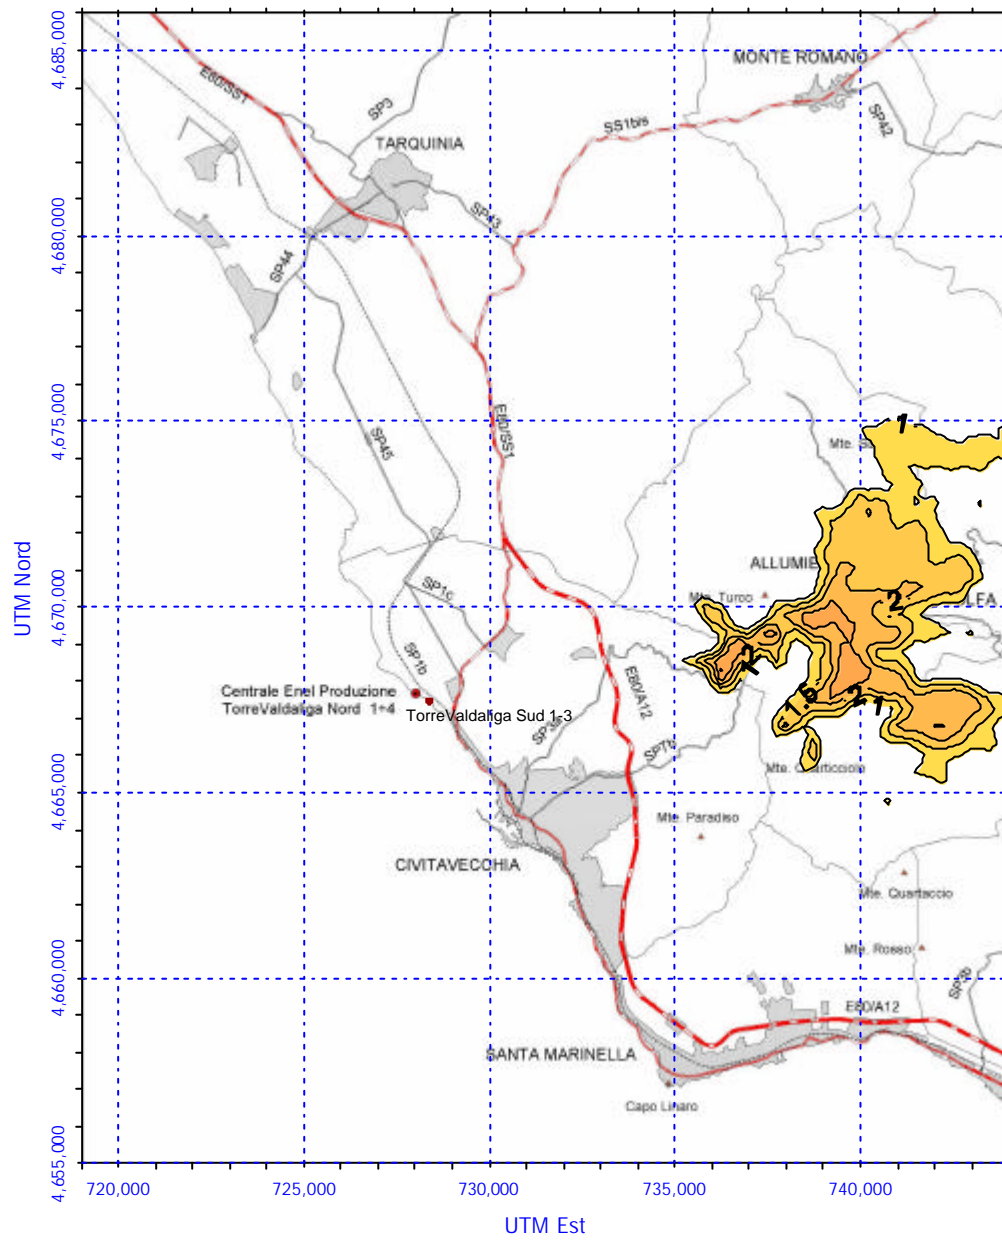 4,685,000
MONTE ROMANO
E80/SS1
SP3
SP42
SS1bis
TARQUINIA
SP43
4,680,000
SP44
4,675,000
1
E80/SS1
SP45
Mte.
ALLUMIE
4,670,000
SP1c
Mte. Turco
2
LFA
SP1b
2
E80/A12
Centrale Enel Produzione
TorreValdaliga Nord 1÷4
TorreValdaliga Sud 1-3
1.5
2
1
SP7b
Mte. Quarticciolo
4,665,000
Mte. Paradiso
CIVITAVECCHIA
Mte. Quartaccio
Mte. Rosso
4,660,000
SP3b
E80/A12
SANTA MARINELLA
Capo Linaro
4,655,000
720,000 725,000 730,000 735,000 740,000
UTM Nord
UTM Est